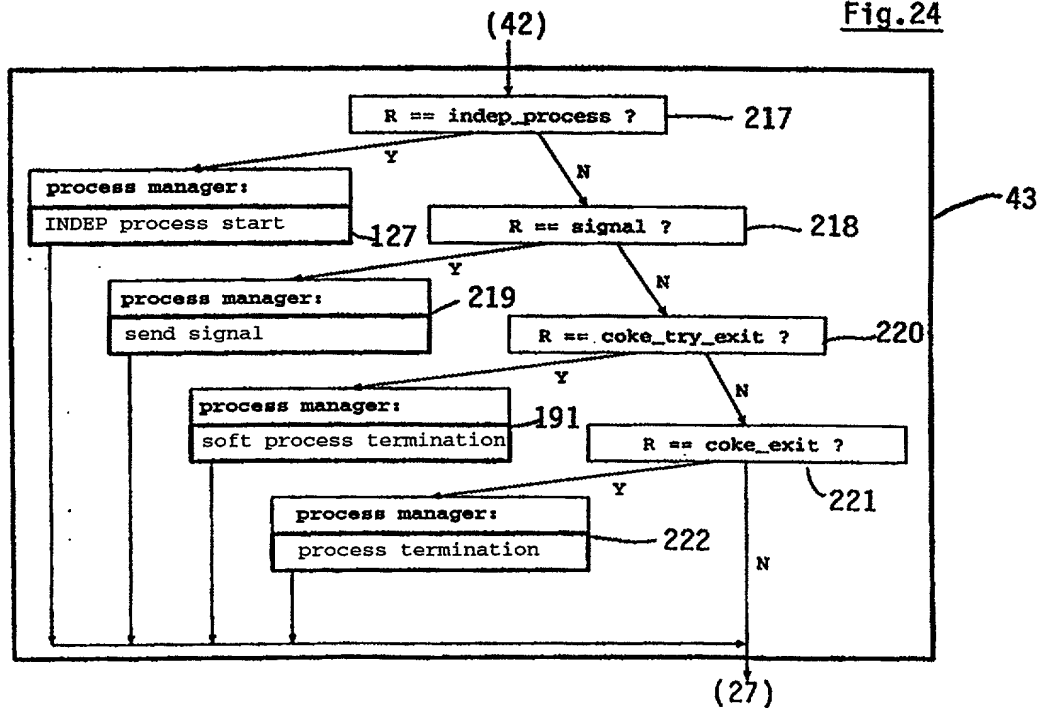 Fig.24
(42)
R == indep_process ?
217
Y
N
process manager:
INDEP process start
127
43
R == signal ?
218
Y
N
process manager:
send signal
219
R == coke_try_exit ?
220
Y
N
process manager:
soft process termination
191
R == coke_exit ?
221
Y
N
process manager:
process termination
222
(27)